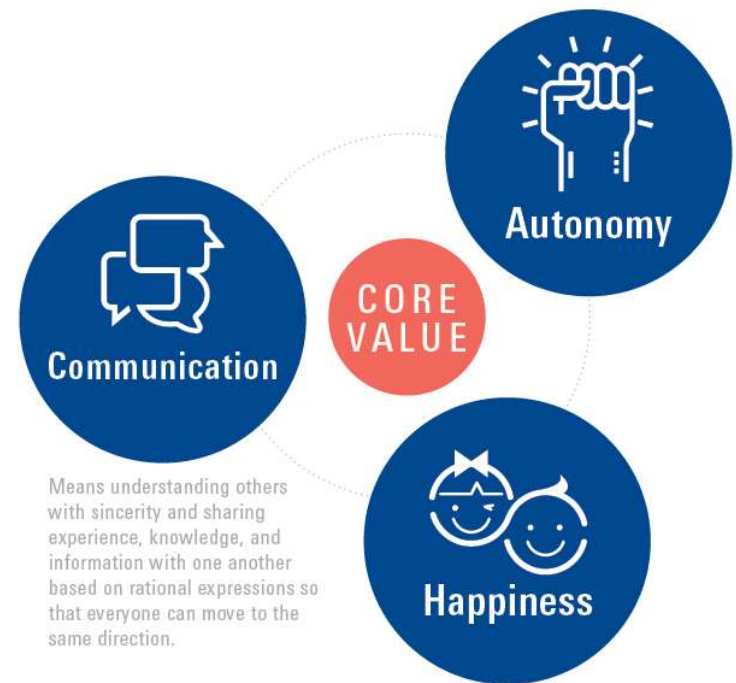 Autonomy
CORE
VALUE
Communication
Means understanding others
with sincerity and sharing
experience, knowledge, and
information with one another
based on rational expressions so
that everyone can move to the
same direction.
Happiness